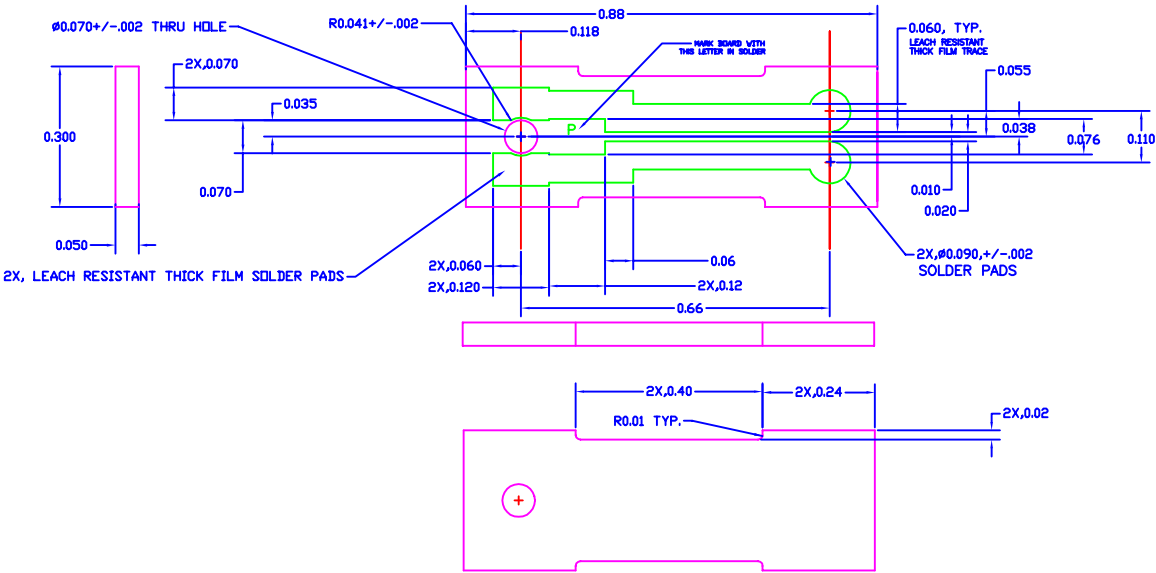 0.88
ø0.070+/-.002 THRU HOLE
R0.041+/-.002
0.118
0.060, TYP.
LEACH RESISTANT
THICK FILM TRACE
MARK BOARD WITH
THIS LETTER IN SOLDER
2X,0.070
0.055
0.035
0.300
P
0.038
0.076
0.110
0.070
0.010
0.020
0.050
2X, LEACH RESISTANT THICK FILM SOLDER PADS
2X,0.060
0.06
2X,ø0.090,+/-.002
SOLDER PADS
2X,0.120
2X,0.12
0.66
2X,0.40
2X,0.24
R0.01 TYP.
2X,0.02